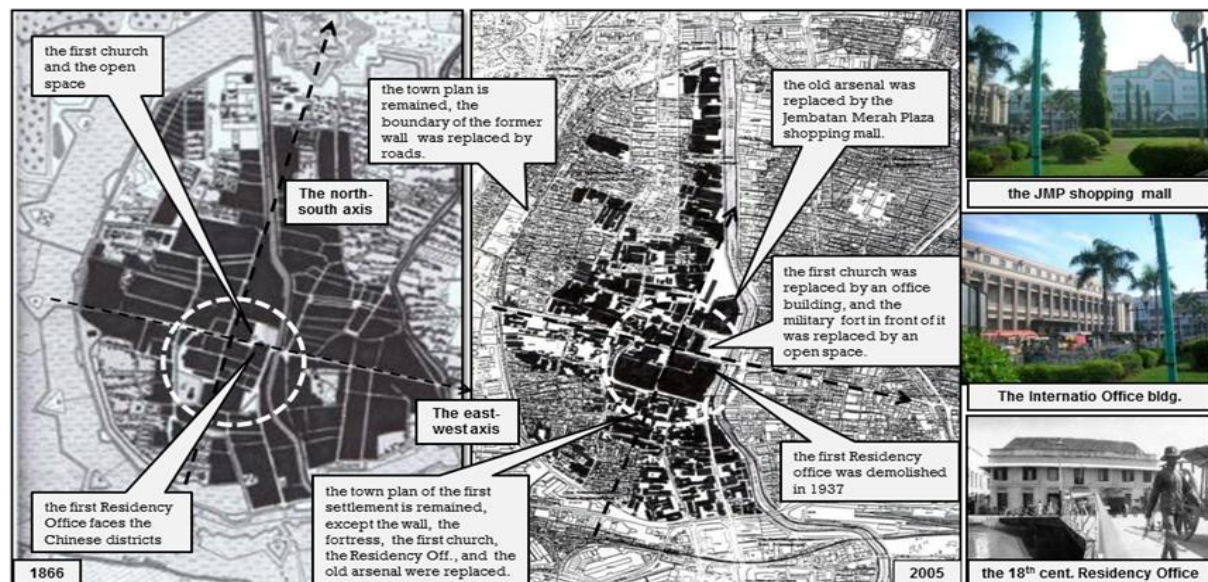 the first church
and the open
space
The north-
south axis
The east-
west axis
the first Residency
Office faces the
Chinese districts
1866
the town plan is
remained, the
boundary of the former
wall was replaced by
roads.
the old arsenal was
replaced by the
Jembatan Merah Plaza
shopping mall.
the first church was
replaced by an office
building, and the
military fort in front of it
was replaced by an
open space.
the first Residency
office was demolished
in 1937
the town plan of the first
settlement is remained,
except the wall, the
fortress, the first church,
the Residency Off., and the
old arsenal were replaced.
2005
the JMP shopping mall
The Internatio Office bldg.
the 18th cent. Residency Office